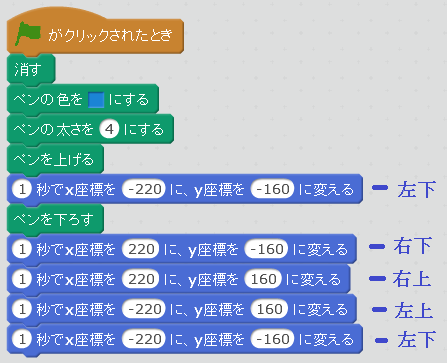 がクリックされたとき
消す
ペンの色を にする
ペンの太さを 4 にする
ペンを上げる
1 秒でx座標を -220 に、y座標を -160 に変える - 左下
ペンを下ろす
1 秒でx座標を 220 に、y座標を -160 に変える - 右下
1 秒でx座標を 220 に、y座標を 160 に変える - 右上
1 秒でx座標を -220 に、y座標を 160 に変える - 左上
1 秒でx座標を -220 に、y座標を -160 に変える - 左下